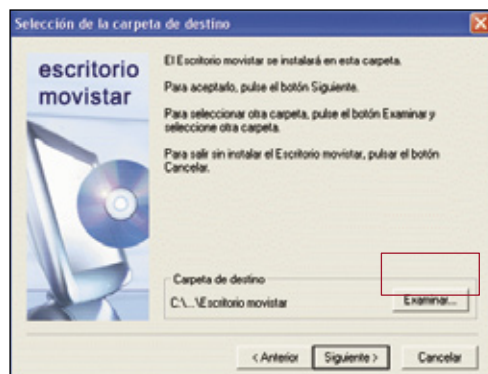 Selección de la carpeta de destino
escritorio
movistar
El Escritorio movistar se instalará en esta carpeta.
Para aceptarlo, pulse el botón Siguiente.
Para seleccionar otra carpeta, pulse el botón Examinar y
seleccione otra carpeta.
Para salir sin instalar el Escritorio movistar, pulsar el botón
Cancelar.
Carpeta de destino
C:\...\Escritorio movistar
Examinar...
< Anterior
Siguiente >
Cancelar